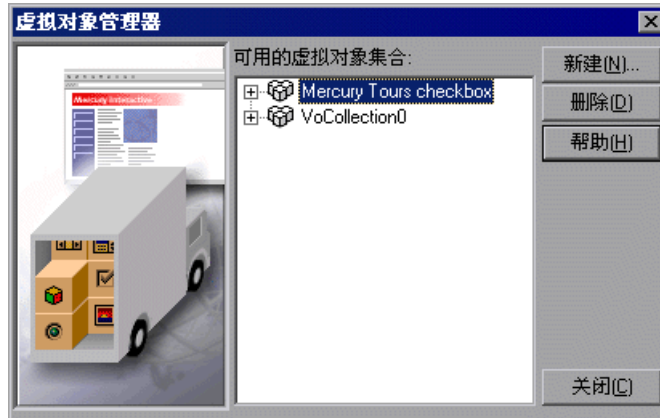 虚拟对象管理器
可用的虚拟对象集合:
Mercury Tours checkbox
VoCollection0
新建(N)...
删除(D)
帮助(H)
关闭(C)
Mercury Interactive